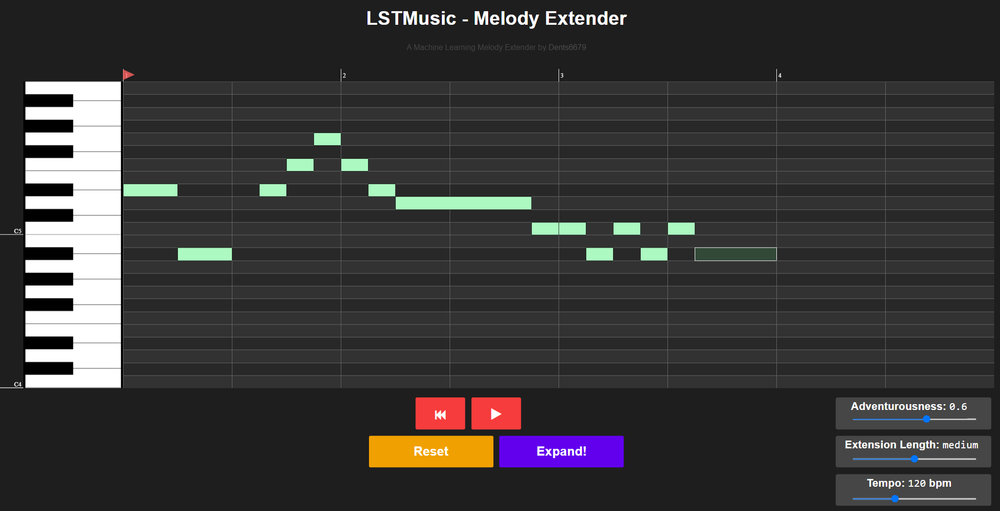 LSTMusic - Melody Extender
A Machine Learning Melody Extender by Dents6679
1 2 3 4
C5
C4
Adventurousness: 0.6
Reset Expand!
Extension Length: medium
Tempo: 120 bpm